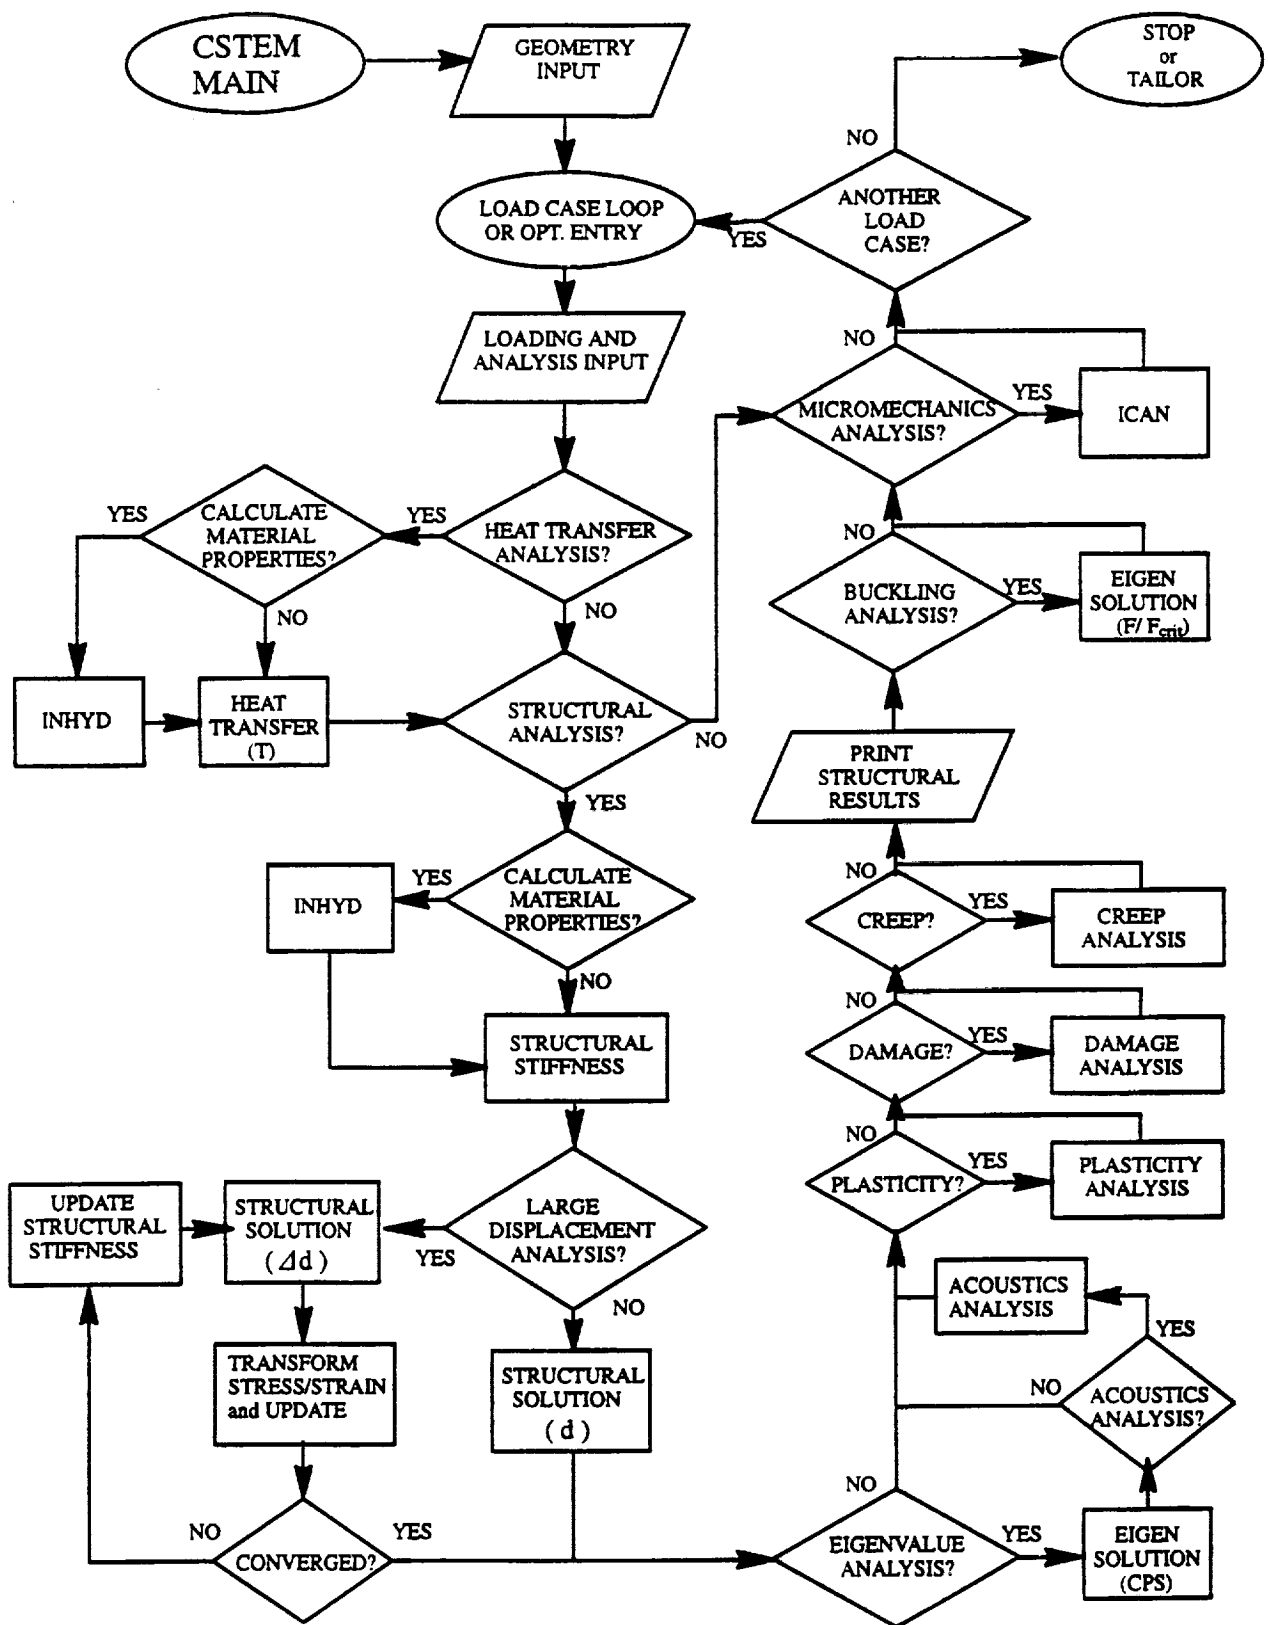 CSTEM
MAIN
GEOMETRY
INPUT
STOP
or
TAILOR
NO
ANOTHER
LOAD
CASE?
YES
LOAD CASE LOOP
OR OPT. ENTRY
LOADING AND
ANALYSIS INPUT
NO
MICROMECHANICS
ANALYSIS?
YES
ICAN
YES
CALCULATE
MATERIAL
PROPERTIES?
YES
HEAT TRANSFER
ANALYSIS?
NO
NO
NO
BUCKLING
ANALYSIS?
YES
EIGEN
SOLUTION
(F/ Fcrit)
INHYD
HEAT
TRANSFER
(T)
STRUCTURAL
ANALYSIS?
NO
YES
PRINT
STRUCTURAL
RESULTS
INHYD
YES
CALCULATE
MATERIAL
PROPERTIES?
NO
NO
CREEP?
YES
CREEP
ANALYSIS
STRUCTURAL
STIFFNESS
NO
DAMAGE?
YES
DAMAGE
ANALYSIS
NO
PLASTICITY?
YES
PLASTICITY
ANALYSIS
UPDATE
STRUCTURAL
STIFFNESS
STRUCTURAL
SOLUTION
(Δd)
YES
LARGE
DISPLACEMENT
ANALYSIS?
NO
ACOUSTICS
ANALYSIS
YES
NO
ACOUSTICS
ANALYSIS?
TRANSFORM
STRESS/STRAIN
and UPDATE
STRUCTURAL
SOLUTION
(d)
NO
CONVERGED?
YES
NO
EIGENVALUE
ANALYSIS?
YES
EIGEN
SOLUTION
(CPS)